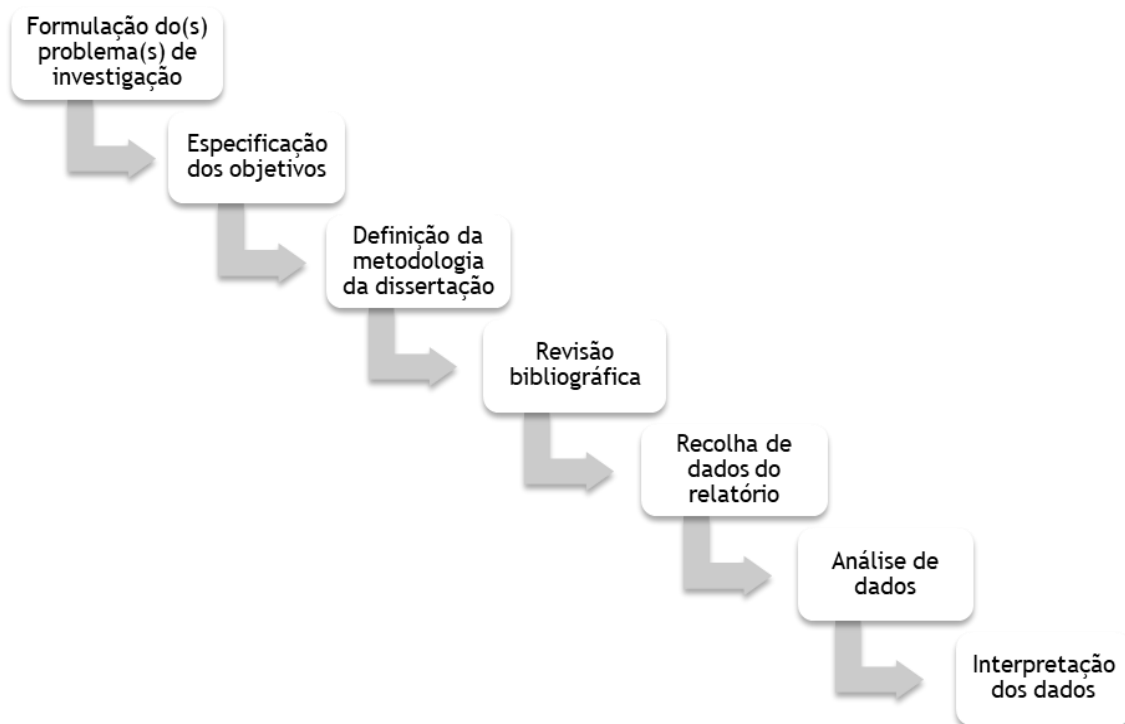 Formulação do(s)
problema(s) de
investigação
Especificação
dos objetivos
Definição da
metodologia
da dissertação
Revisão
bibliográfica
Recolha de
dados do
relatório
Análise de
dados
Interpretação
dos dados